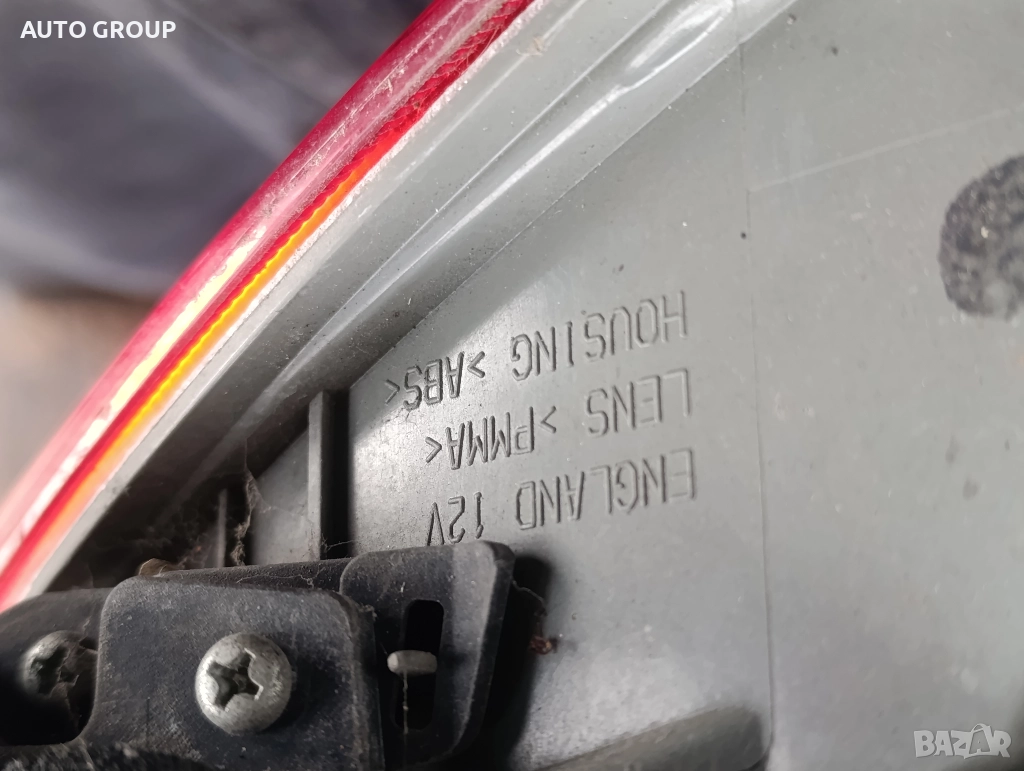 AUTO GROUP
ENGLAND 12V
LENS >PMMA<
HOUSING >ABS<
BAZAR